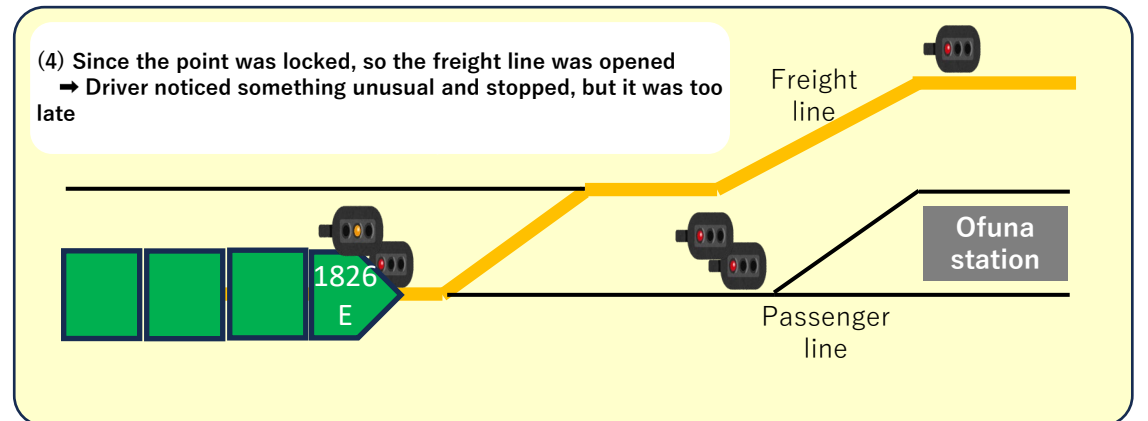 (4) Since the point was locked, so the freight line was opened
➡ Driver noticed something unusual and stopped, but it was too
late
Freight
line
1826
E
Ofuna
station
Passenger
line